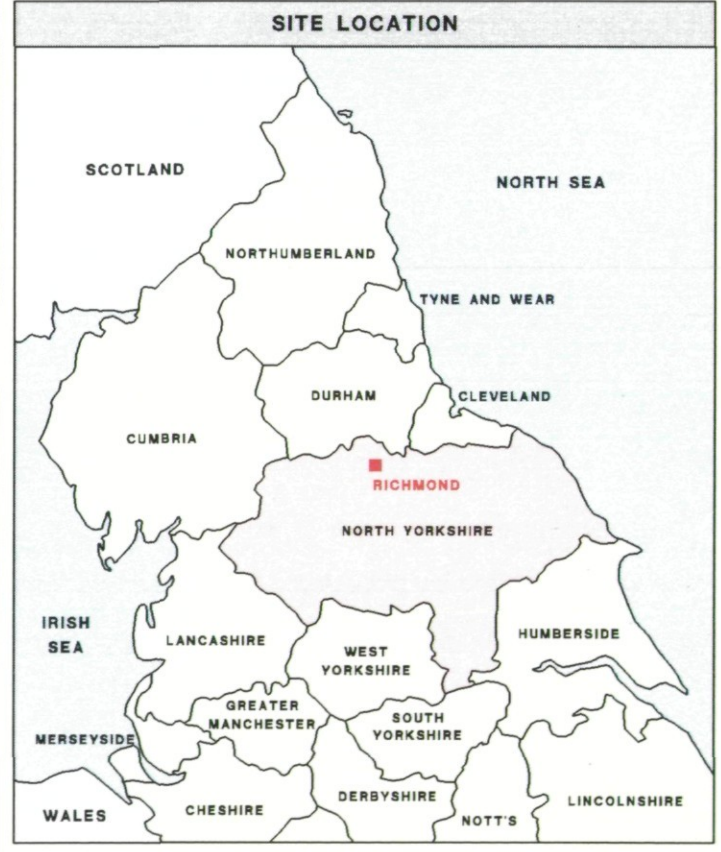 SITE LOCATION
SCOTLAND
NORTH SEA
NORTHUMBERLAND
TYNE AND WEAR
DURHAM
CLEVELAND
CUMBRIA
RICHMOND
NORTH YORKSHIRE
IRISH
SEA
LANCASHIRE
WEST
YORKSHIRE
HUMBERSIDE
GREATER
MANCHESTER
SOUTH
YORKSHIRE
MERSEYSIDE
WALES
CHESHIRE
DERBYSHIRE
NOTT'S
LINCOLNSHIRE